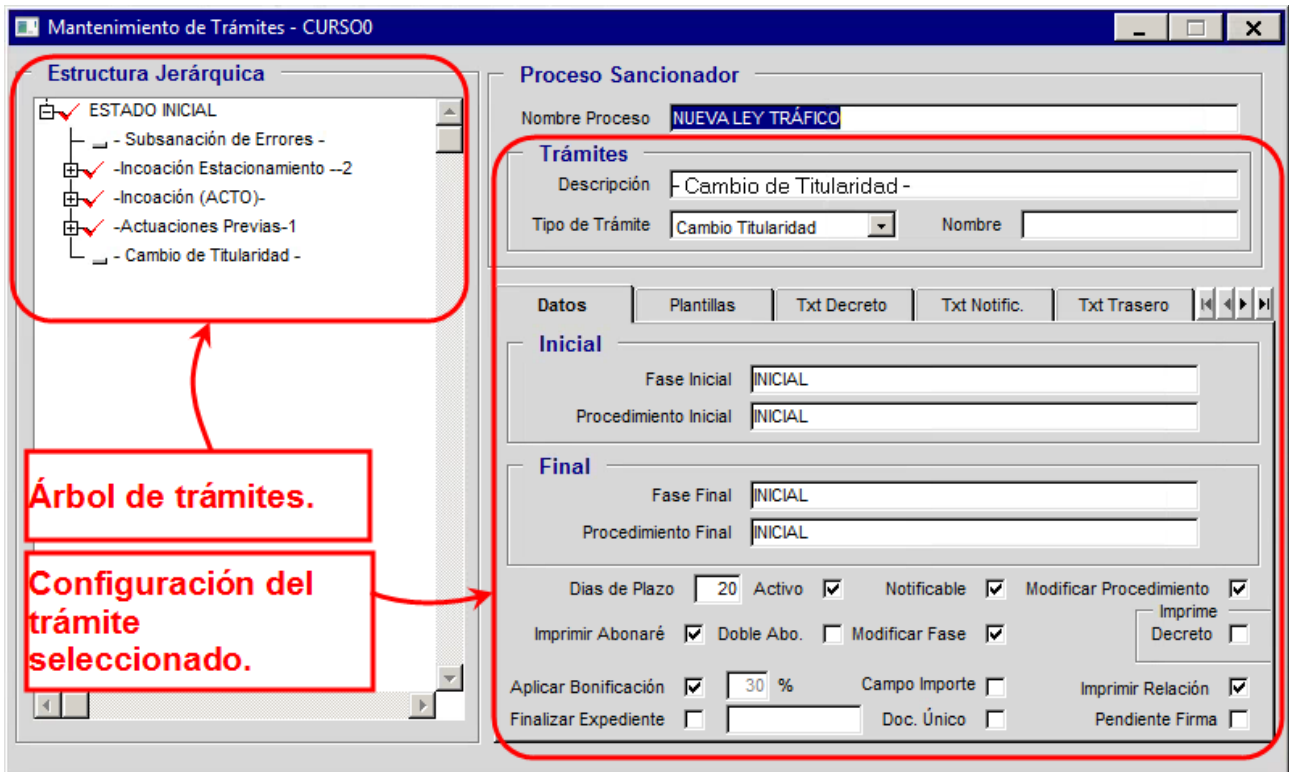 Mantenimiento de Trámites - CURSO0
Estructura Jerárquica
ESTADO INICIAL
- Subsanación de Errores -
-Incoación Estacionamiento --2
-Incoación (ACTO)-
-Actuaciones Previas-1
- Cambio de Titularidad -
Árbol de trámites.
Configuración del
trámite
seleccionado.
Proceso Sancionador
Nombre Proceso NUEVA LEY TRÁFICO
Trámites
Descripción - Cambio de Titularidad -
Tipo de Trámite Cambio Titularidad Nombre
Datos Plantillas Txt Decreto Txt Notific. Txt Trasero
Inicial
Fase Inicial INICIAL
Procedimiento Inicial INICIAL
Final
Fase Final INICIAL
Procedimiento Final INICIAL
Dias de Plazo 20 Activo Notificable Modificar Procedimiento
Imprime
Imprimir Abonaré Doble Abo. Modificar Fase Decreto
Aplicar Bonificación 30 % Campo Importe Imprimir Relación
Finalizar Expediente Doc. Único Pendiente Firma